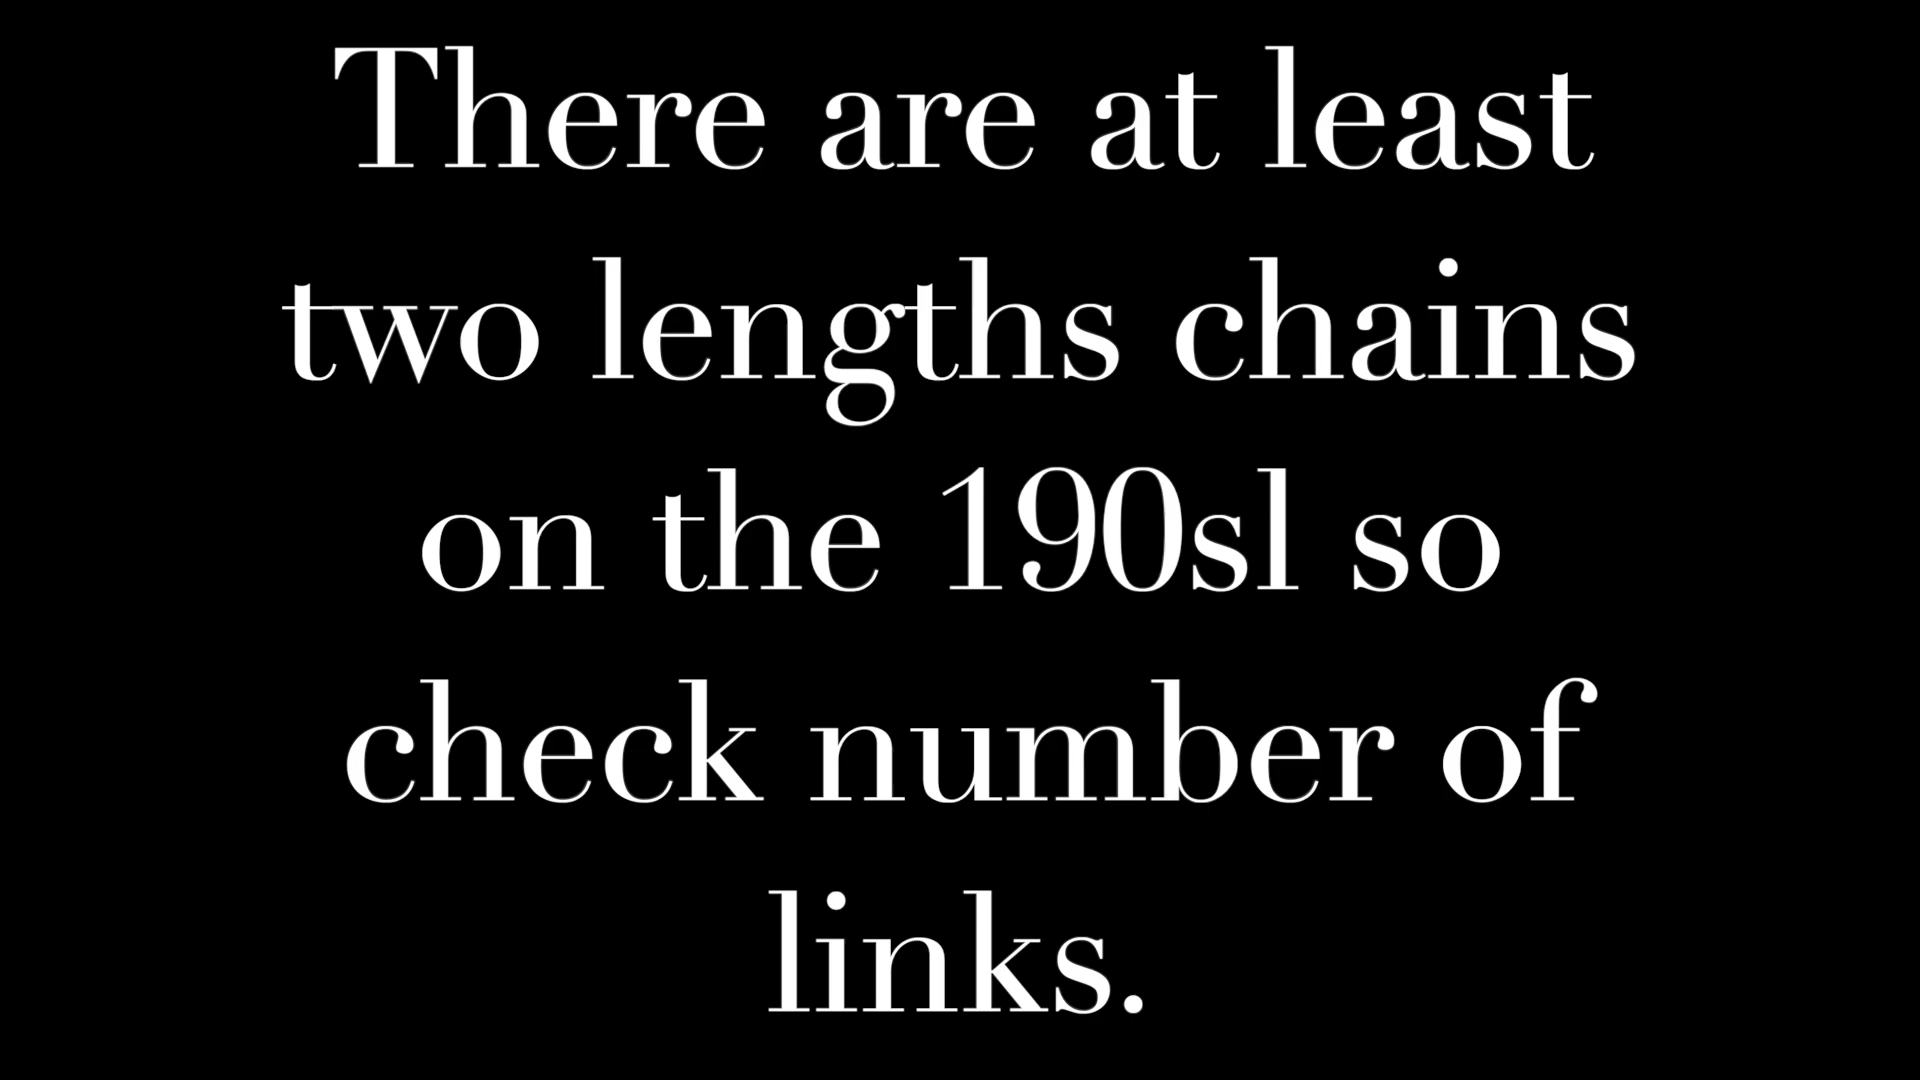 There are at least
two lengths chains
on the 190sl so
check number of
links.